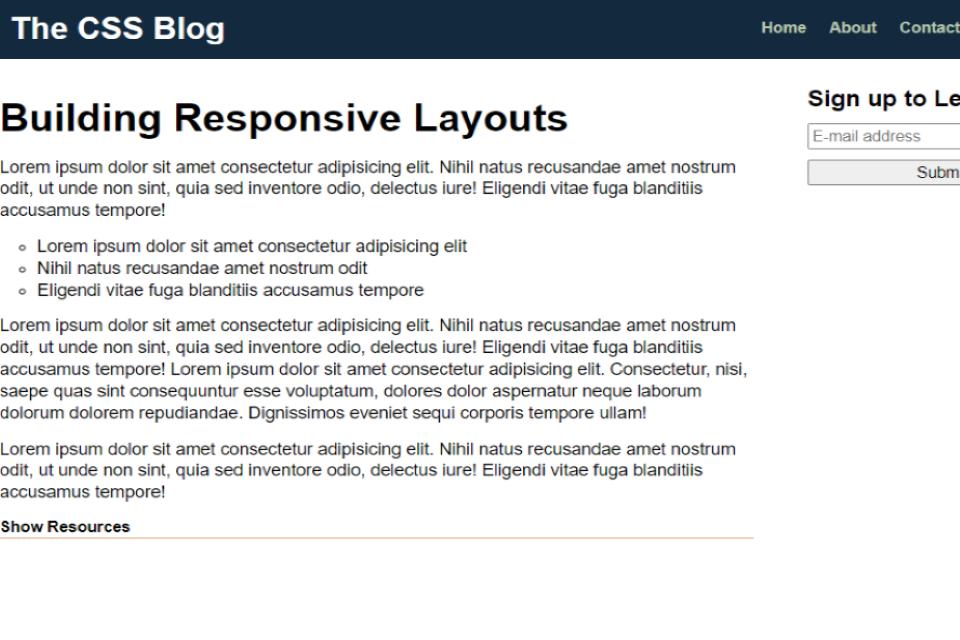 The CSS Blog
Home About Contact
Building Responsive Layouts
Lorem ipsum dolor sit amet consectetur adipisicing elit. Nihil natus recusandae amet nostrum
odit, ut unde non sint, quia sed inventore odio, delectus iure! Eligendi vitae fuga blanditiis
accusamus tempore!
Lorem ipsum dolor sit amet consectetur adipisicing elit
Nihil natus recusandae amet nostrum odit
Eligendi vitae fuga blanditiis accusamus tempore
Lorem ipsum dolor sit amet consectetur adipisicing elit. Nihil natus recusandae amet nostrum
odit, ut unde non sint, quia sed inventore odio, delectus iure! Eligendi vitae fuga blanditiis
accusamus tempore! Lorem ipsum dolor sit amet consectetur adipisicing elit. Consectetur, nisi,
saepe quas sint consequuntur esse voluptatum, dolores dolor aspernatur neque laborum
dolorum dolorem repudiandae. Dignissimos eveniet sequi corporis tempore ullam!
Lorem ipsum dolor sit amet consectetur adipisicing elit. Nihil natus recusandae amet nostrum
odit, ut unde non sint, quia sed inventore odio, delectus iure! Eligendi vitae fuga blanditiis
accusamus tempore!
Show Resources
Sign up to Le
E-mail address
Subm